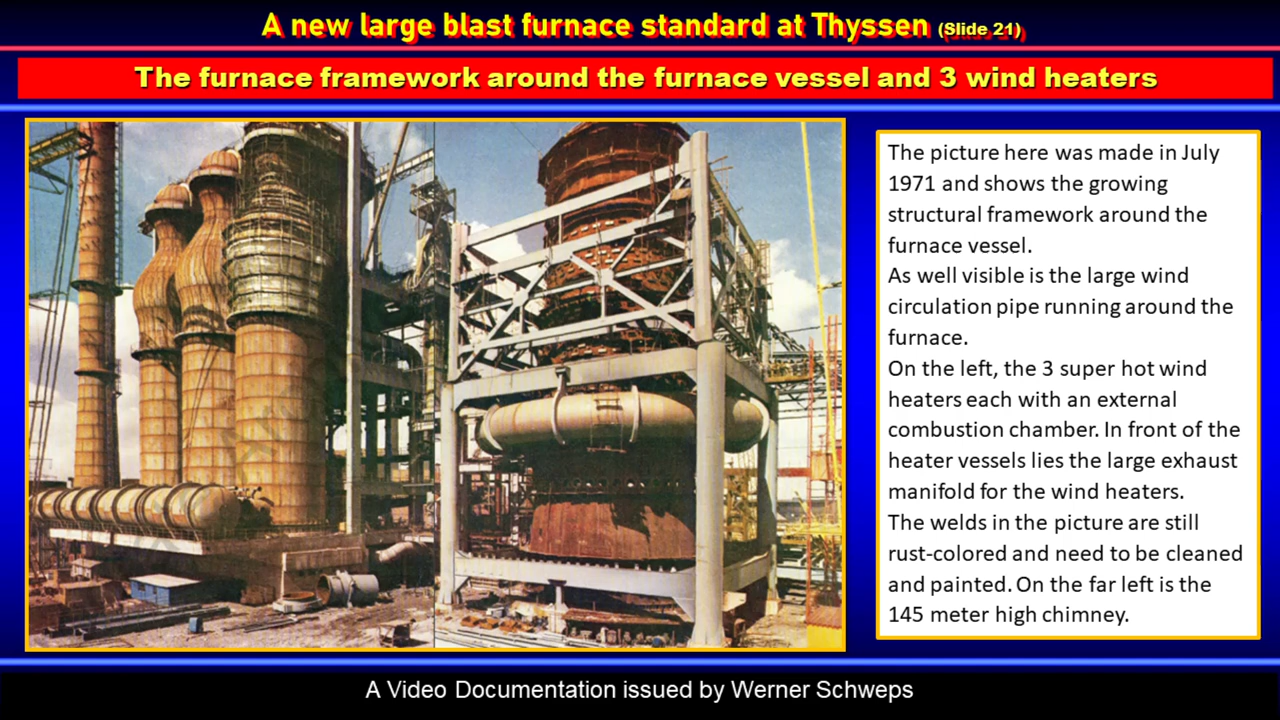 A new large blast furnace standard at Thyssen (Slide 21)
The furnace framework around the furnace vessel and 3 wind heaters
The picture here was made in July
1971 and shows the growing
structural framework around the
furnace vessel.
As well visible is the large wind
circulation pipe running around the
furnace.
On the left, the 3 super hot wind
heaters each with an external
combustion chamber. In front of the
heater vessels lies the large exhaust
manifold for the wind heaters.
The welds in the picture are still
rust-colored and need to be cleaned
and painted. On the far left is the
145 meter high chimney.
A Video Documentation issued by Werner Schweps